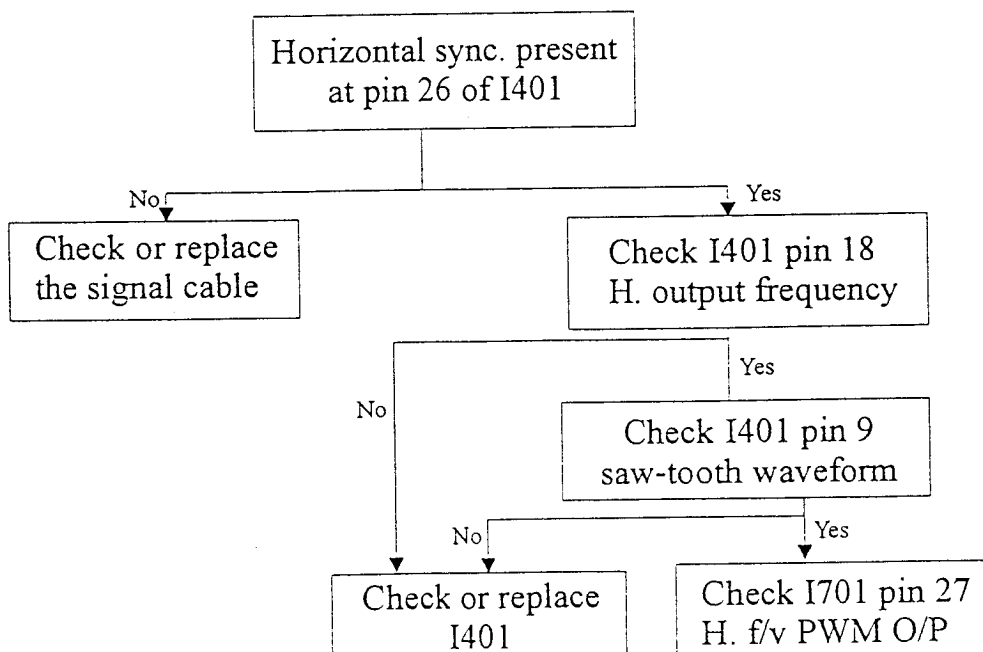 Horizontal sync. present
at pin 26 of I401
No
Yes
Check or replace
the signal cable
Check I401 pin 18
H. output frequency
Yes
No
Check I401 pin 9
saw-tooth waveform
No
Yes
Check or replace
I401
Check I701 pin 27
H. f/v PWM O/P